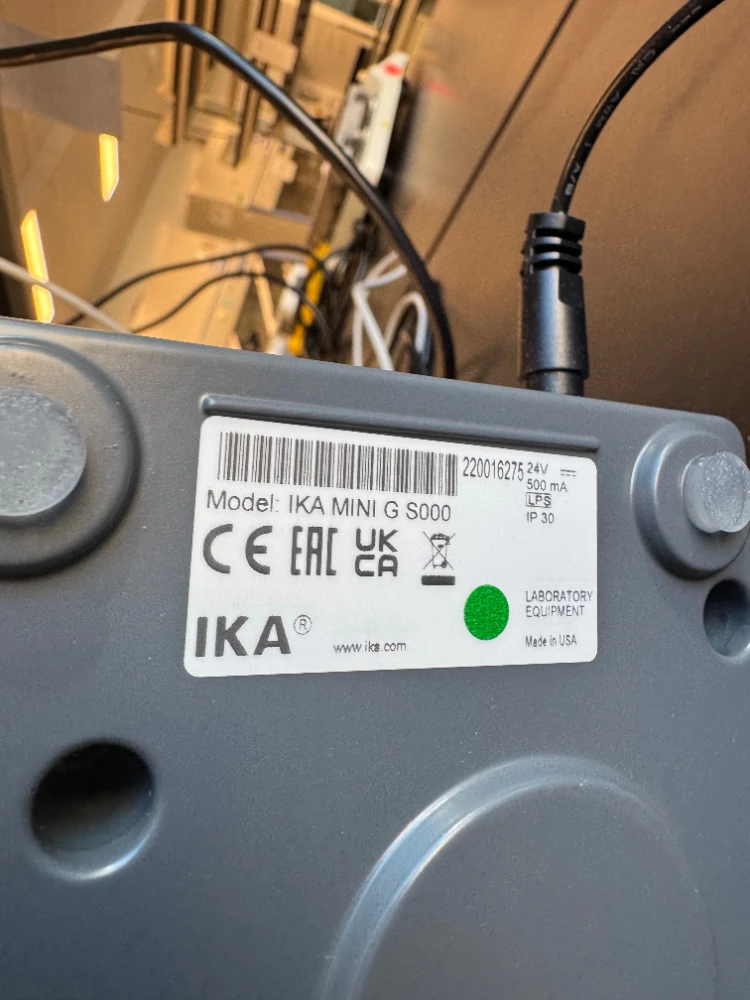 220016275
24V
500 mA
LPS
IP 30
Model: IKA MINI G S000
CE EAC UK
CA
LABORATORY
EQUIPMENT
IKA®
www.ika.com
Made in USA